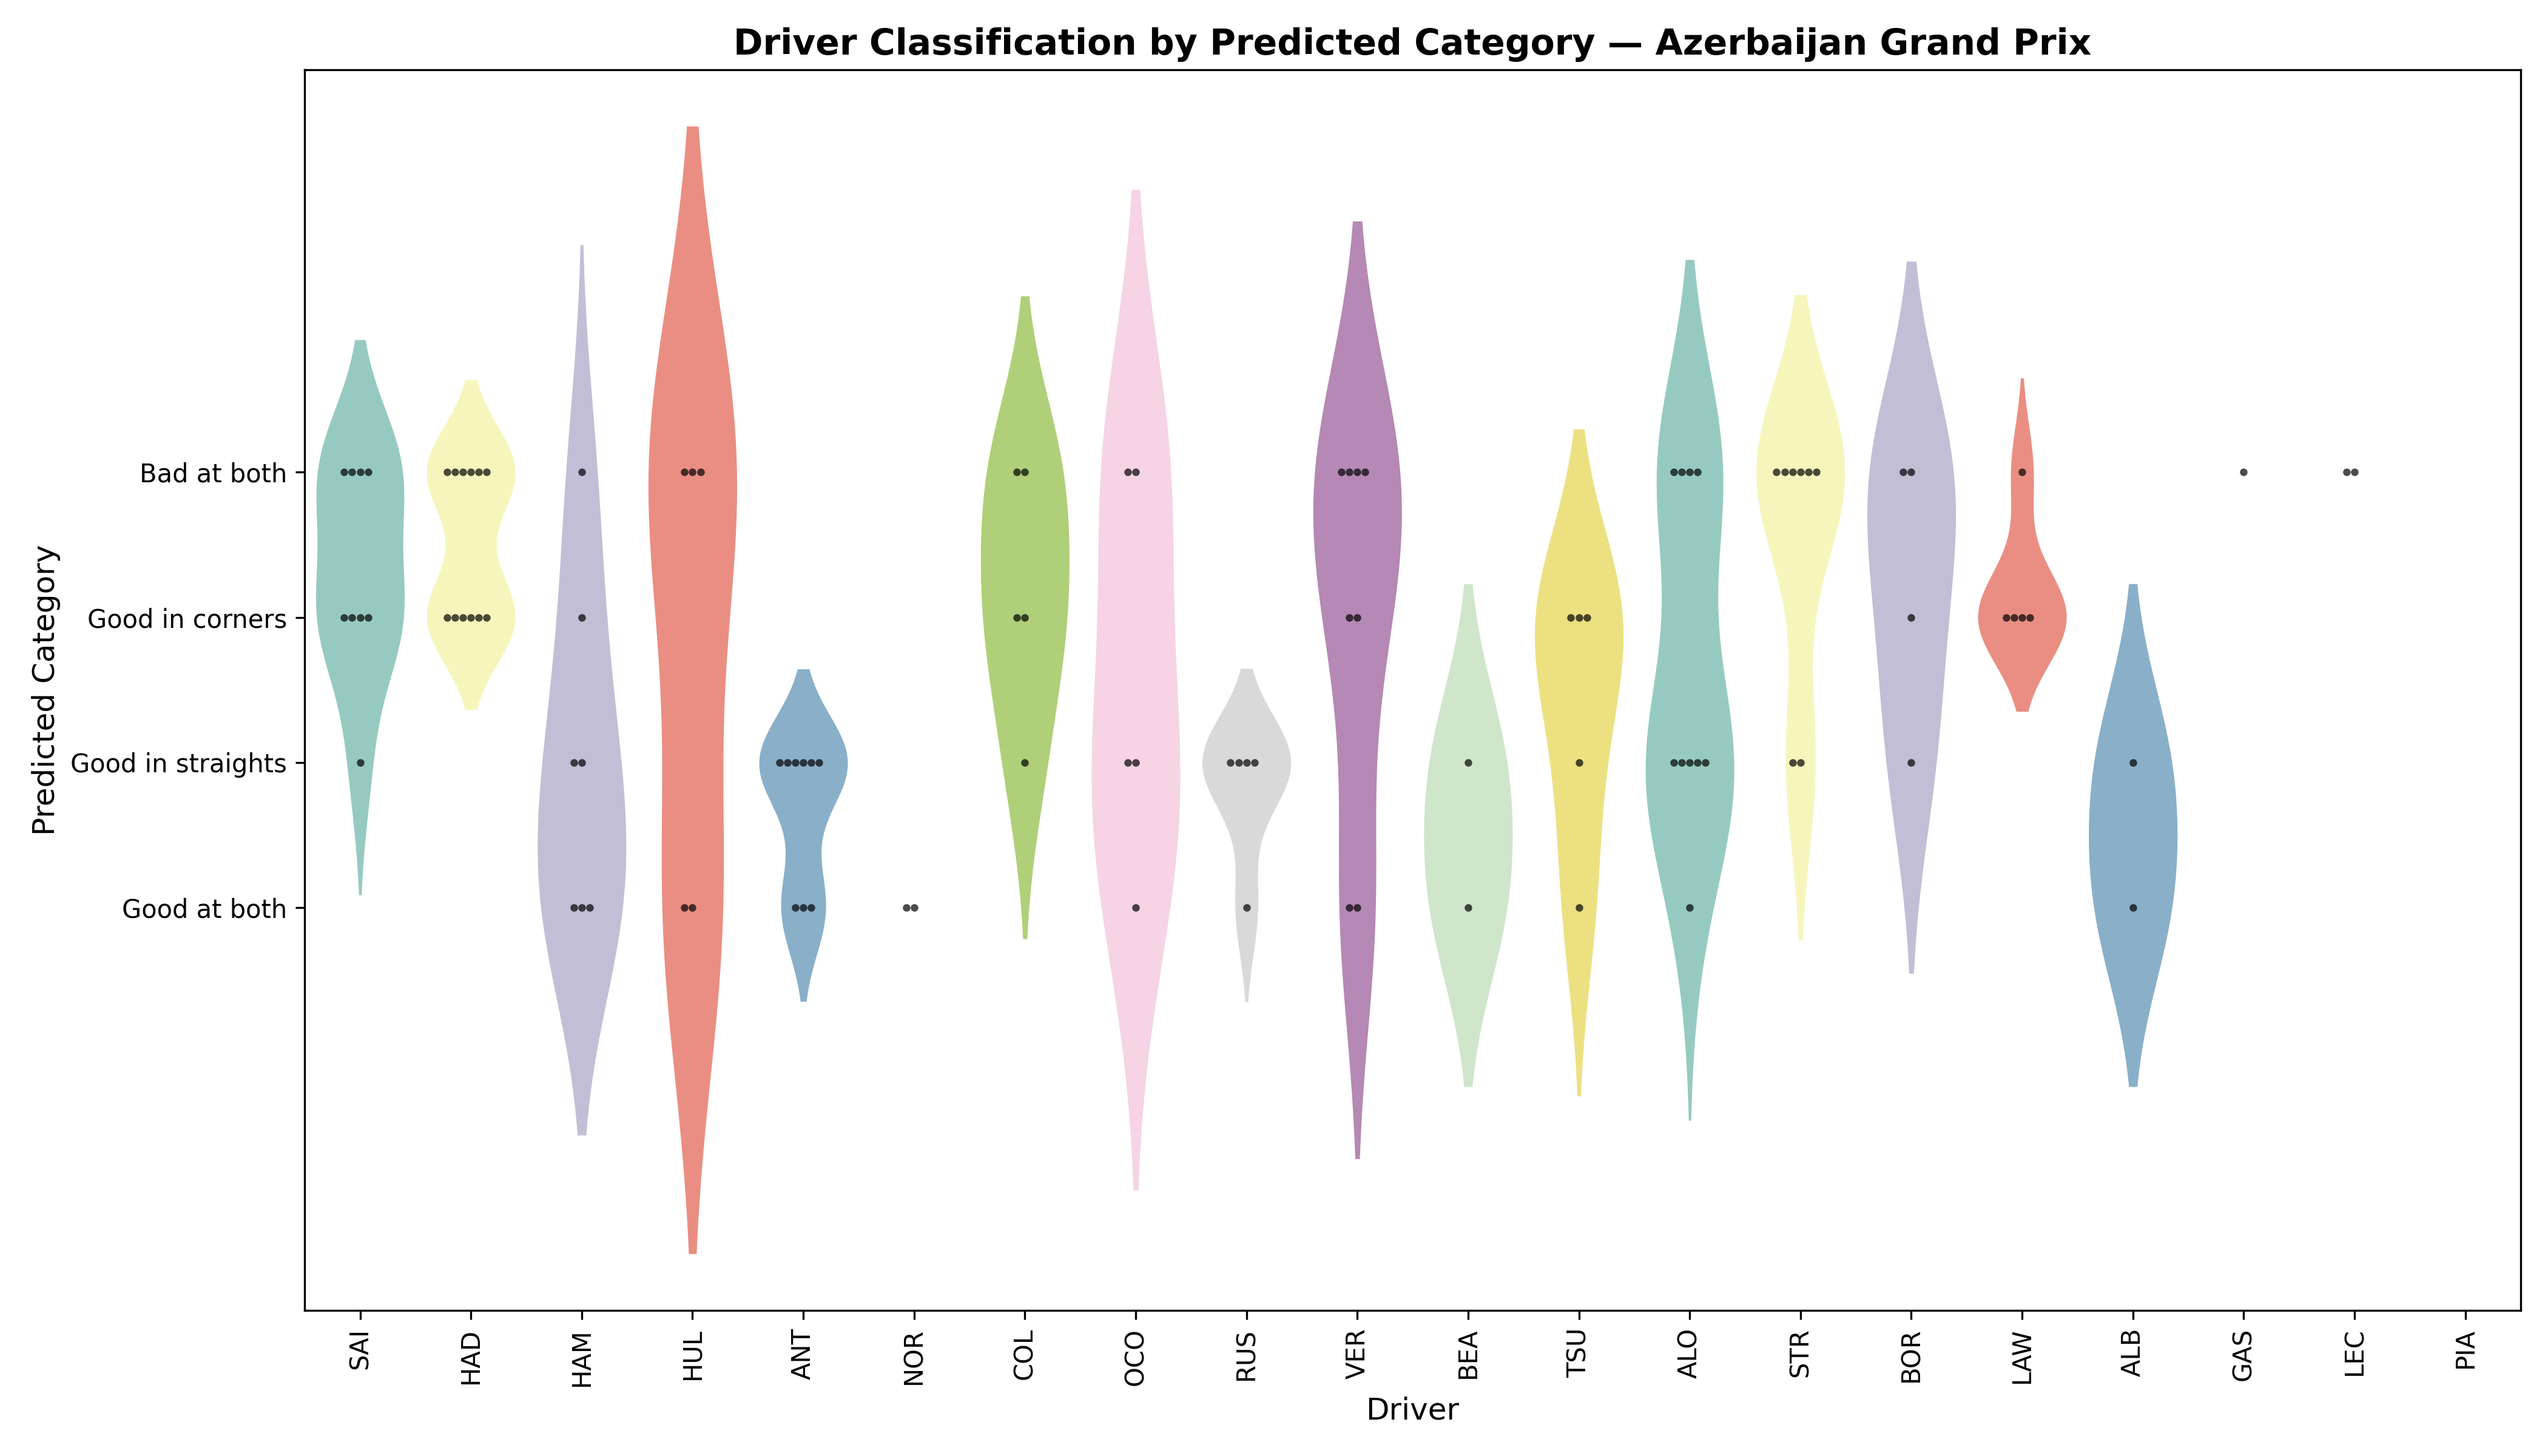 Driver Classification by Predicted Category — Azerbaijan Grand Prix
Predicted Category
Bad at both
Good in corners
Good in straights
Good at both
SAI
HAD
HAM
HUL
ANT
NOR
COL
OCO
RUS
VER
BEA
TSU
ALO
STR
BOR
LAW
ALB
GAS
LEC
PIA
Driver